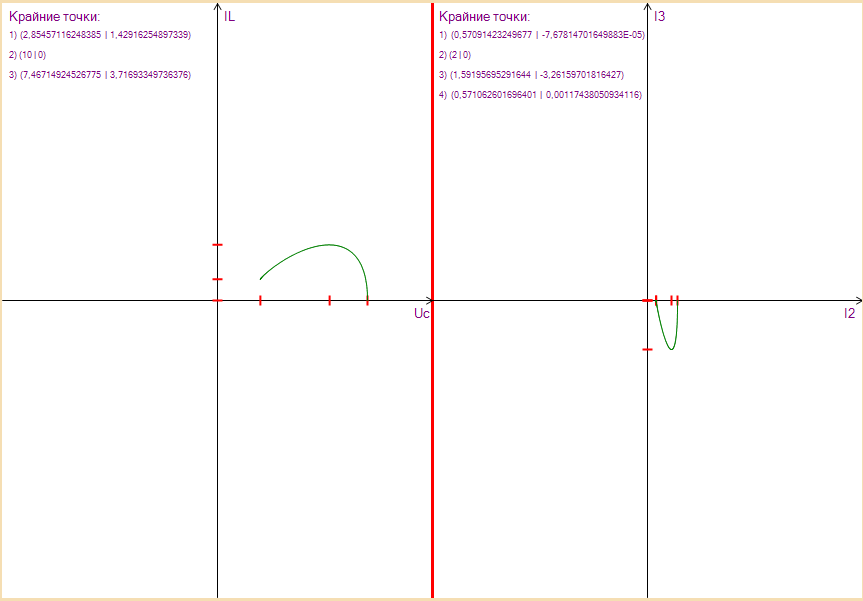 Крайние точки:
1) (2,85457116248385 | 1,42916254897339)
2) (10 | 0)
3) (7,46714924526775 | 3,71693349736376)
IL
Uc
Крайние точки:
1) (0,57091423249677 | -7,67814701649883E-05)
2) (2 | 0)
3) (1,59195695291644 | -3,26159701816427)
4) (0,571062601696401 | 0,00117438050934116)
I3
I2